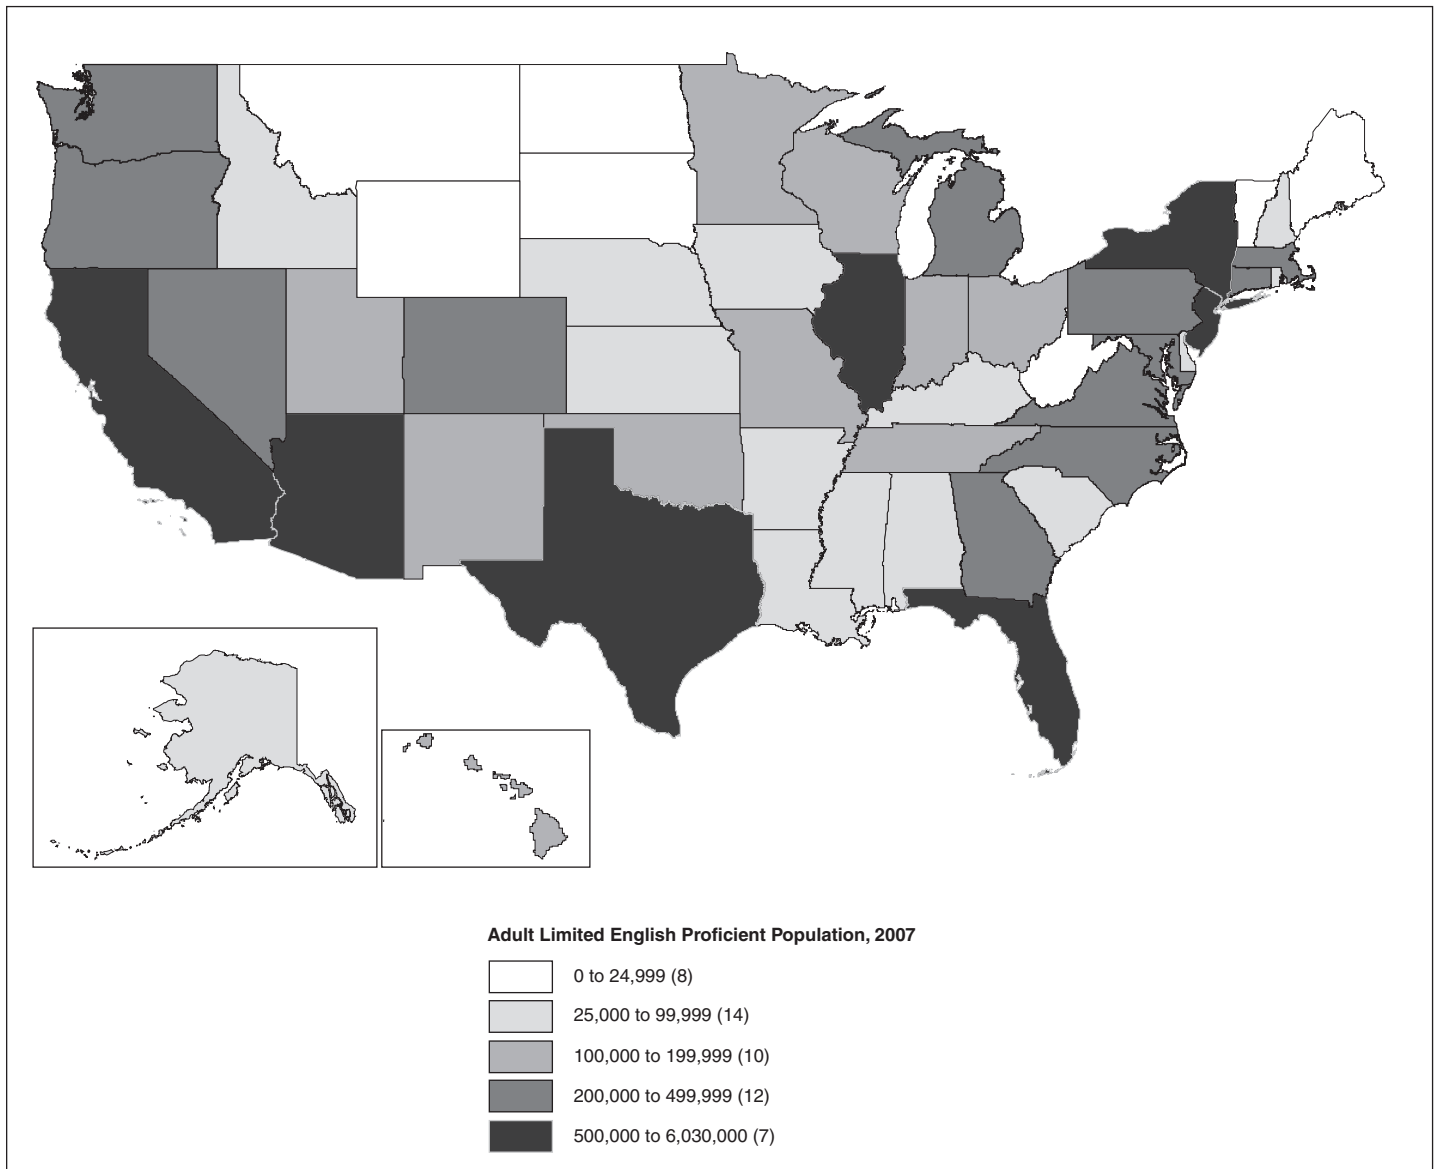 Adult Limited English Proficient Population, 2007
0 to 24,999 (8)
25,000 to 99,999 (14)
100,000 to 199,999 (10)
200,000 to 499,999 (12)
500,000 to 6,030,000 (7)